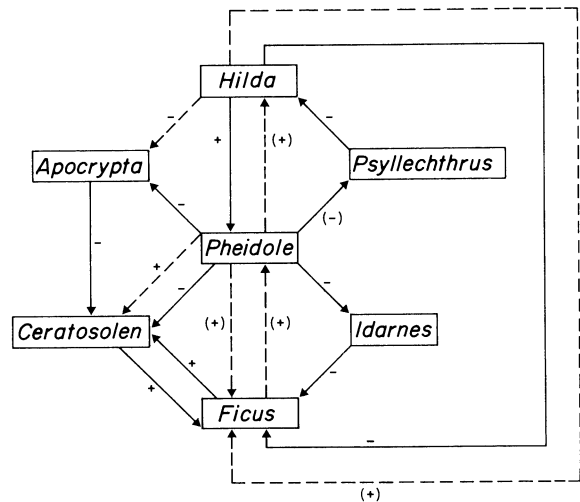 Hilda
-
+
(+)
-
Apocrypta
Psyllechthrus
-
-
(-)
Pheidole
+
-
-
(+)
(+)
Ceratosolen
Idarnes
+
+
-
Ficus
-
(+)